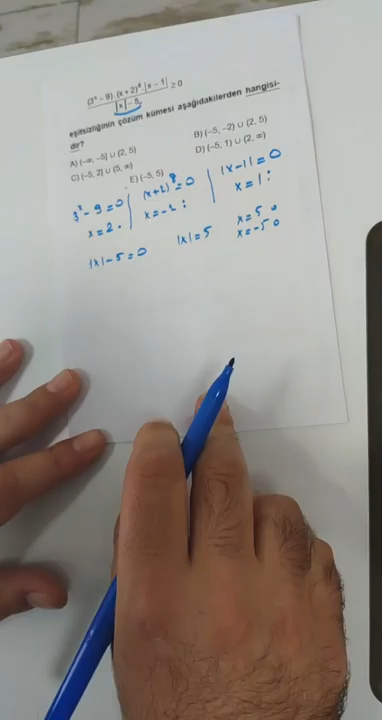 (3ˣ – 9).(x + 2)⁸.|x – 1| ≥ 0
|x| – 5
eşitsizliğinin çözüm kümesi aşağıdakilerden hangisi-
dir?
A) (–∞, –5] ∪ (2, 5)
B) (–5, –2) ∪ (2, 5)
C) (–5, 2] ∪ (5, ∞)
D) (–5, 1) ∪ (2, ∞)
E) (–5, 5)
3ˣ – 9 = 0
(x + 2)⁸ = 0
|x – 1| = 0
x = 2 .
x = –2 :
x = 1 :
|x| – 5 = 0
|x| = 5
x = 5 o
x = –5 o